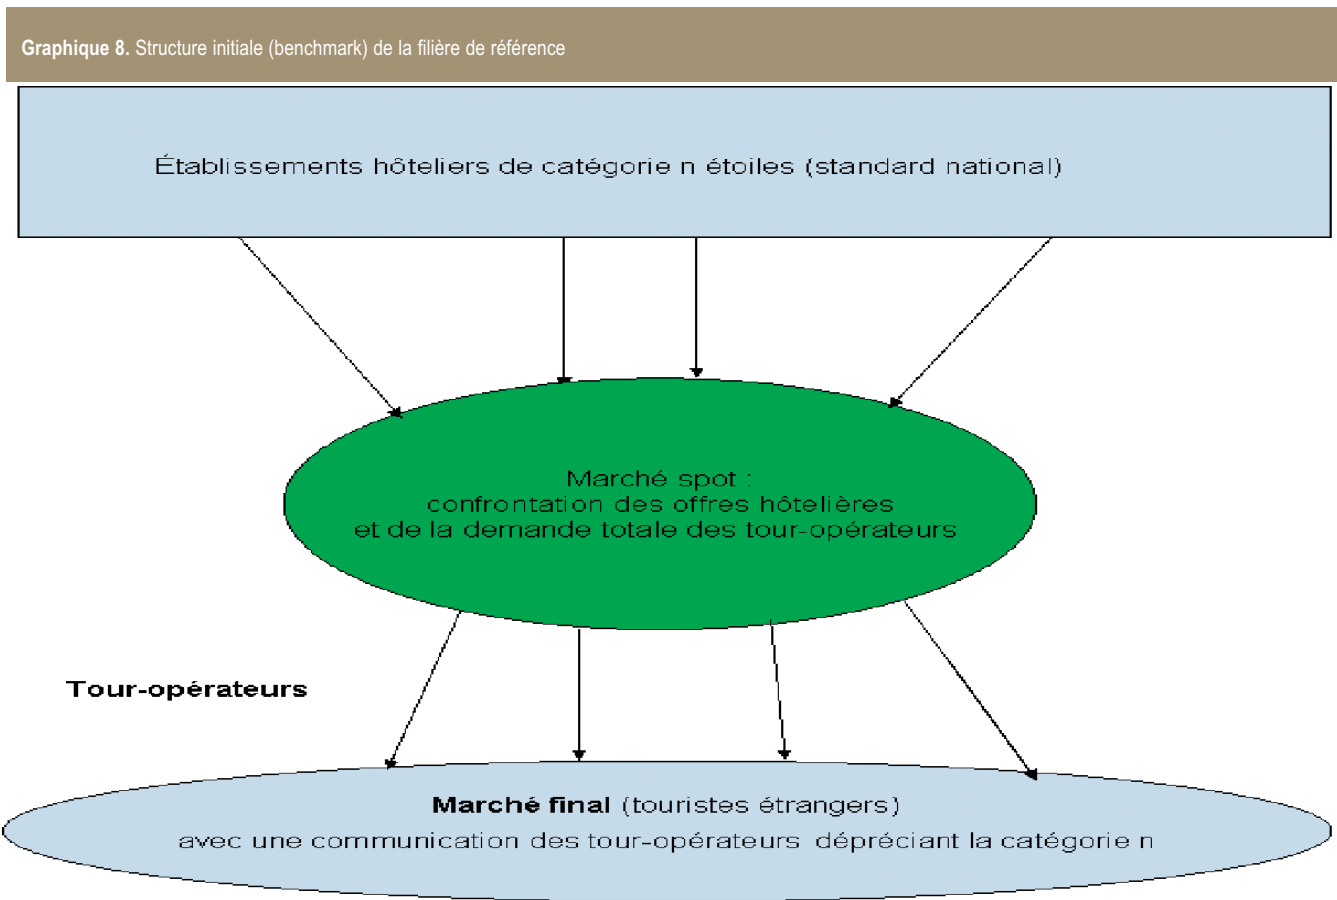 Graphique 8. Structure initiale (benchmark) de la filière de référence
Établissements hôteliers de catégorie n étoiles (standard national)
Marché spot :
confrontation des offres hôtelières
et de la demande totale des tour-opérateurs
Tour-opérateurs
Marché final (touristes étrangers)
avec une communication des tour-opérateurs dépréciant la catégorie n